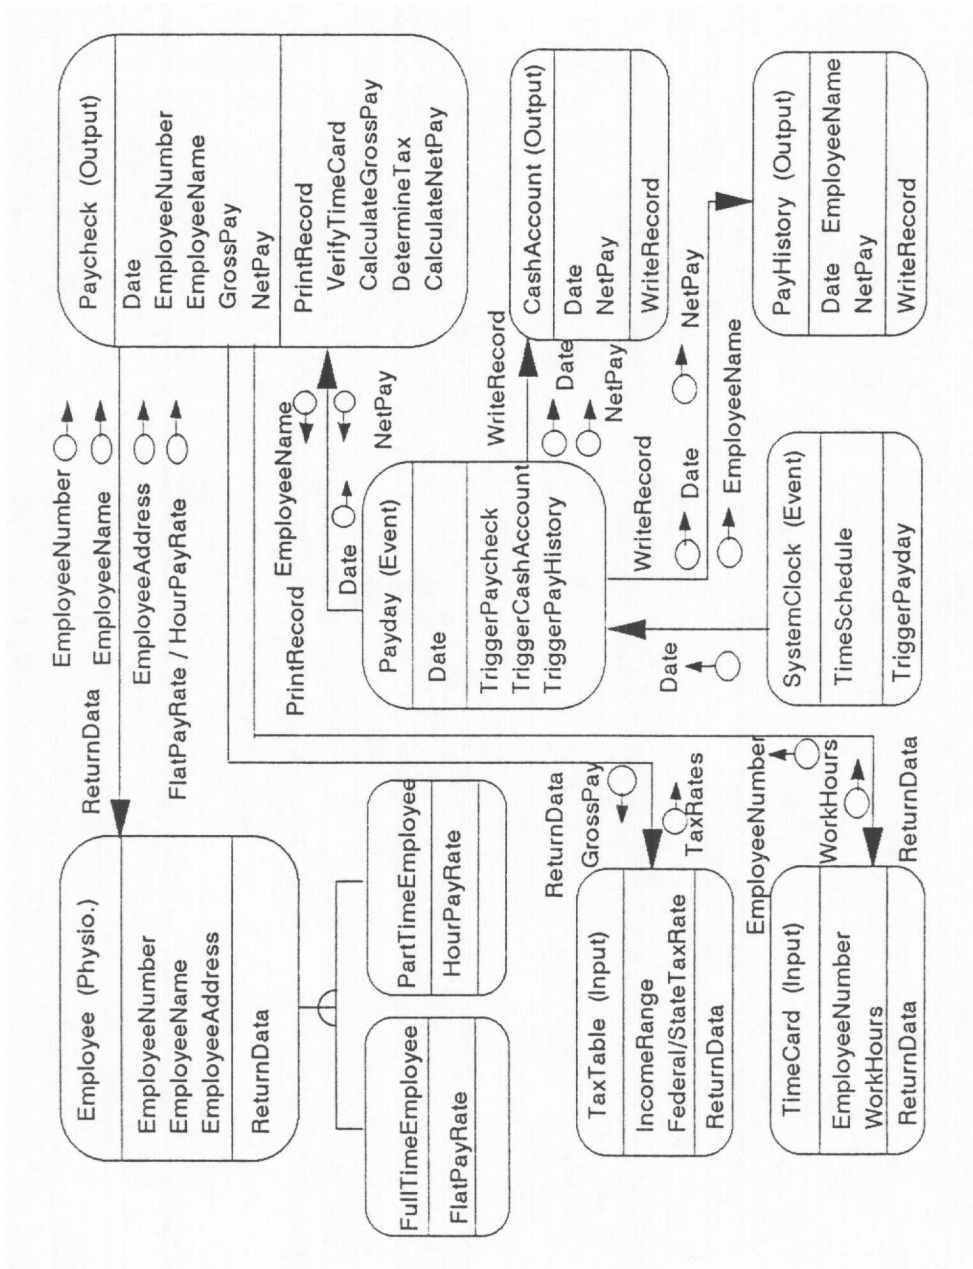 Employee (Physio.)
EmployeeNumber
EmployeeName
EmployeeAddress
ReturnData
FullTimeEmployee
FlatPayRate
PartTimeEmployee
HourPayRate
ReturnData
EmployeeNumber
EmployeeName
EmployeeAddress
FlatPayRate / HourPayRate
Paycheck (Output)
Date
EmployeeNumber
EmployeeName
GrossPay
NetPay
PrintRecord
VerifyTimeCard
CalculateGrossPay
DetermineTax
CalculateNetPay
PrintRecord
EmployeeName
Date
NetPay
Payday (Event)
Date
TriggerPaycheck
TriggerCashAccount
TriggerPayHistory
WriteRecord
Date
NetPay
CashAccount (Output)
Date
NetPay
WriteRecord
TaxTable (Input)
IncomeRange
Federal/StateTaxRate
ReturnData
ReturnData
GrossPay
TaxRates
TimeCard (Input)
EmployeeNumber
WorkHours
ReturnData
EmployeeNumber
WorkHours
ReturnData
Date
SystemClock (Event)
TimeSchedule
TriggerPayday
WriteRecord
Date
EmployeeName
NetPay
PayHistory (Output)
Date EmployeeName
NetPay
WriteRecord